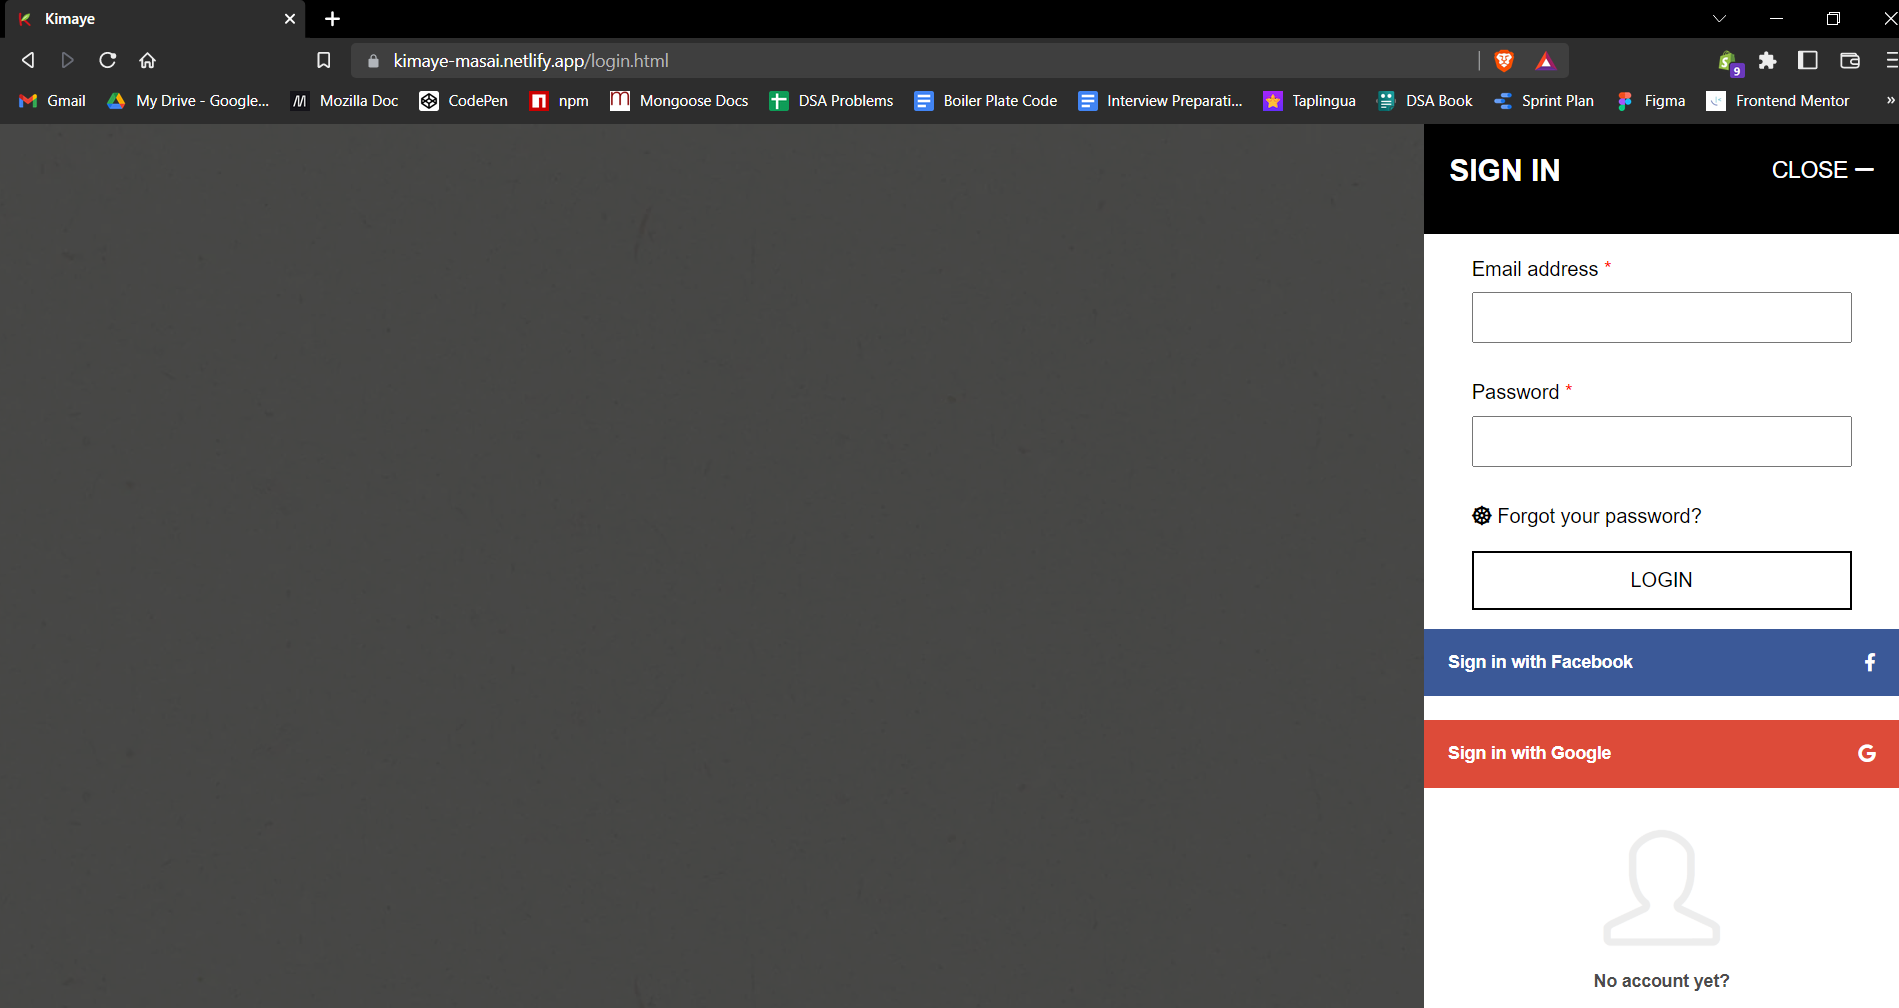 Kimaye
kimaye-masai.netlify.app/login.html
9
Gmail My Drive - Google... Mozilla Doc CodePen npm Mongoose Docs DSA Problems Boiler Plate Code Interview Preparati... Taplingua DSA Book Sprint Plan Figma Frontend Mentor »
SIGN IN CLOSE
Email address *
Password *
Forgot your password?
LOGIN
Sign in with Facebook
Sign in with Google
No account yet?